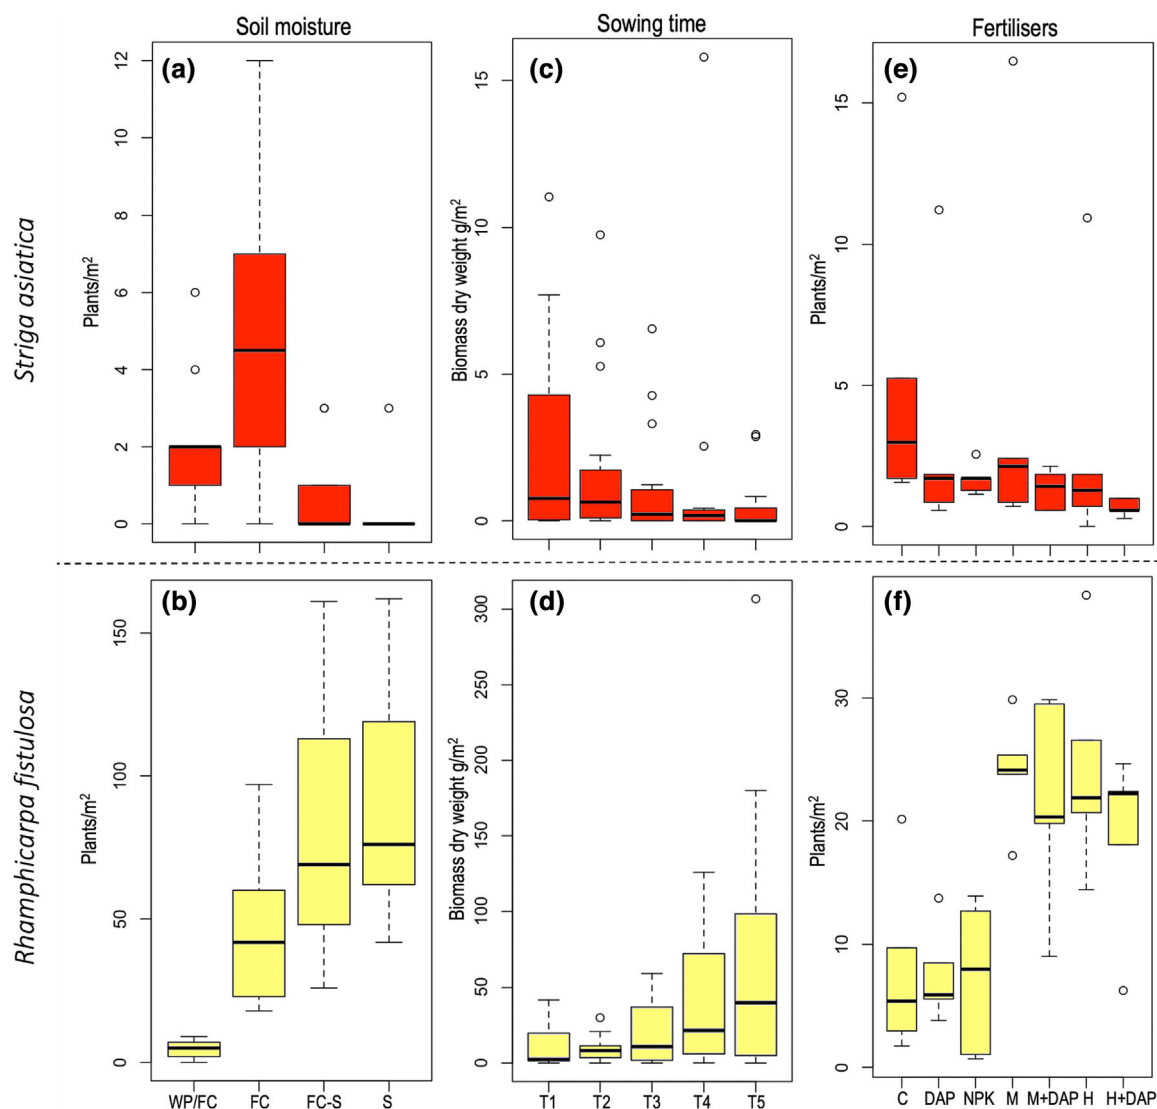 Soil moisture
Sowing time
Fertilisers
Striga asiatica
(a)
Plants/m²
12
10
8
6
4
2
0
(c)
Biomass dry weight g/m²
15
10
5
0
(e)
Plants/m²
15
10
5
0
Rhamphicarpa fistulosa
(b)
Plants/m²
150
100
50
0
WP/FC FC FC-S S
(d)
Biomass dry weight g/m²
300
250
200
150
100
50
0
T1 T2 T3 T4 T5
(f)
Plants/m²
30
20
10
0
C DAP NPK M M+DAP H H+DAP